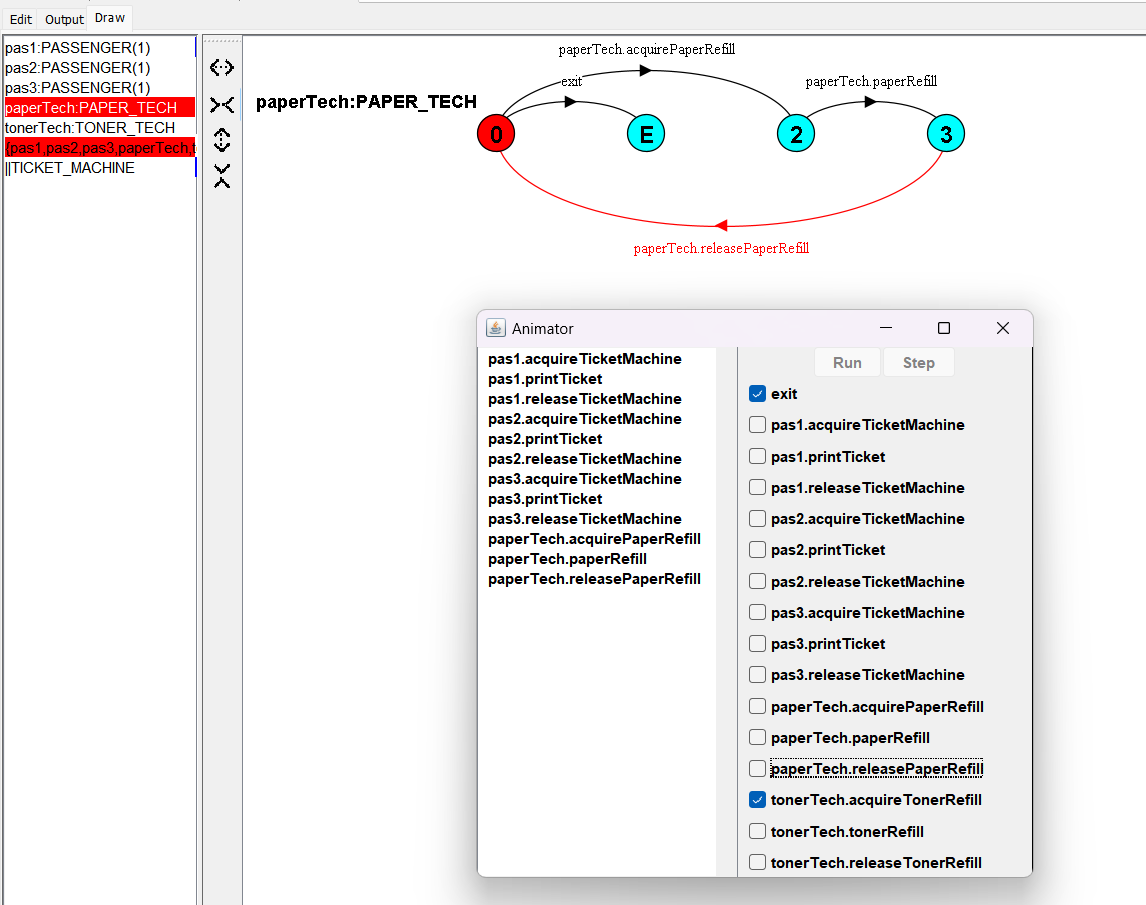 Edit Output Draw
pas1:PASSENGER(1)
pas2:PASSENGER(1)
pas3:PASSENGER(1)
paperTech:PAPER_TECH
tonerTech:TONER_TECH
{pas1,pas2,pas3,paperTech,t
||TICKET_MACHINE
paperTech.acquirePaperRefill
exit
paperTech.paperRefill
paperTech:PAPER_TECH
0 E 2 3
paperTech.releasePaperRefill
Animator
pas1.acquireTicketMachine
pas1.printTicket
pas1.releaseTicketMachine
pas2.acquireTicketMachine
pas2.printTicket
pas2.releaseTicketMachine
pas3.acquireTicketMachine
pas3.printTicket
pas3.releaseTicketMachine
paperTech.acquirePaperRefill
paperTech.paperRefill
paperTech.releasePaperRefill
Run Step
exit
pas1.acquireTicketMachine
pas1.printTicket
pas1.releaseTicketMachine
pas2.acquireTicketMachine
pas2.printTicket
pas2.releaseTicketMachine
pas3.acquireTicketMachine
pas3.printTicket
pas3.releaseTicketMachine
paperTech.acquirePaperRefill
paperTech.paperRefill
paperTech.releasePaperRefill
tonerTech.acquireTonerRefill
tonerTech.tonerRefill
tonerTech.releaseTonerRefill